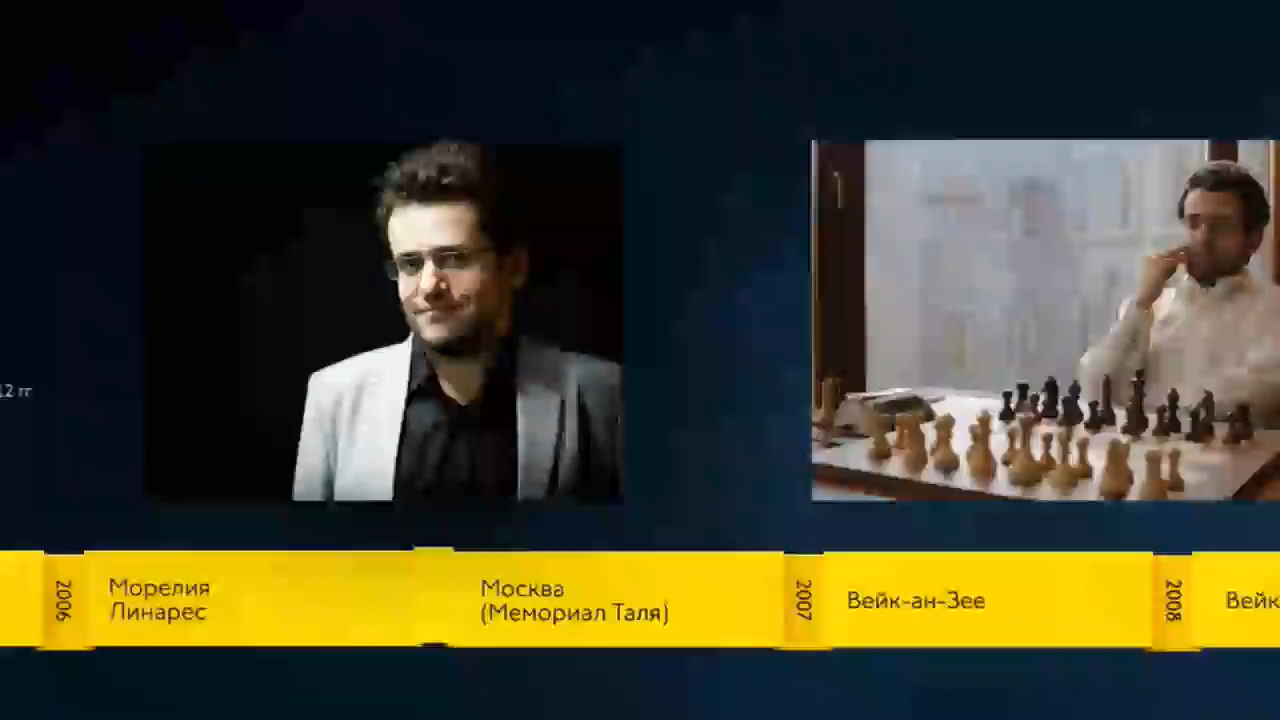 12 гг
2006
Морелия
Линарес
Москва
(Мемориал Таля)
2007
Вейк-ан-Зее
2008
Вейк